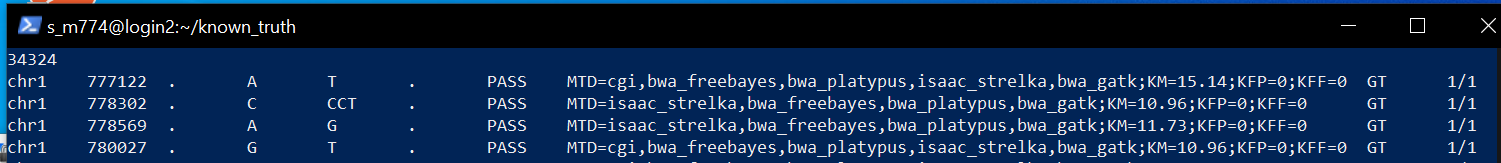 s_m774@login2:~/known_truth
34324
chr1 777122 . A T . PASS MTD=cgi,bwa_freebayes,bwa_platypus,isaac_strelka,bwa_gatk;KM=15.14;KFP=0;KFF=0 GT 1/1
chr1 778302 . C CCT . PASS MTD=isaac_strelka,bwa_freebayes,bwa_platypus,bwa_gatk;KM=10.96;KFP=0;KFF=0 GT 1/1
chr1 778569 . A G . PASS MTD=isaac_strelka,bwa_freebayes,bwa_platypus,bwa_gatk;KM=11.73;KFP=0;KFF=0 GT 1/1
chr1 780027 . G T . PASS MTD=cgi,bwa_freebayes,bwa_platypus,isaac_strelka,bwa_gatk;KM=10.96;KFP=0;KFF=0 GT 1/1